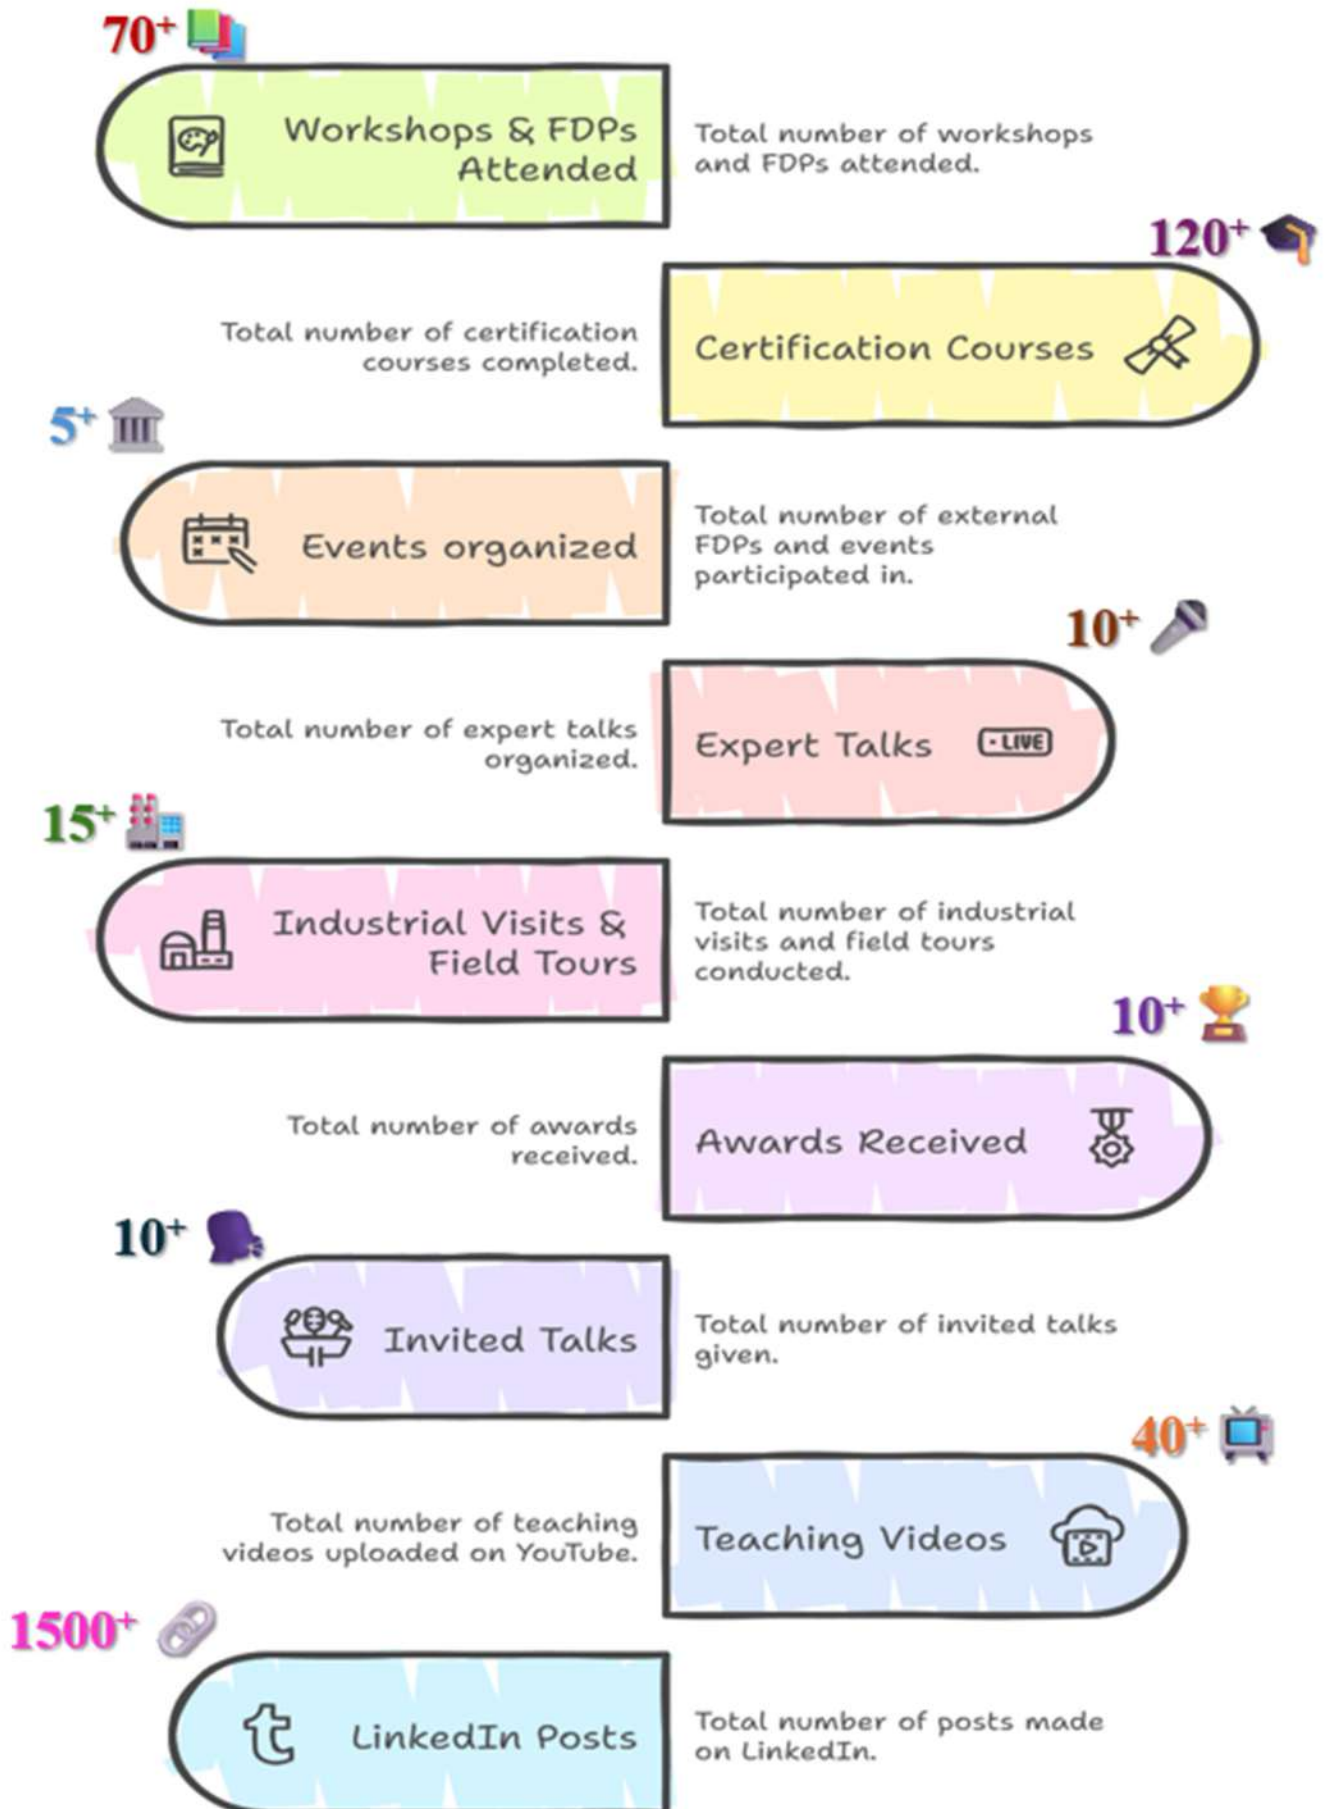 70+
Workshops & FDPs
Attended
Total number of workshops
and FDPs attended.
120+
Total number of certification
courses completed.
Certification Courses
5+
Events organized
Total number of external
FDPs and events
participated in.
10+
Total number of expert talks
organized.
Expert Talks
LIVE
15+
Industrial Visits &
Field Tours
Total number of industrial
visits and field tours
conducted.
10+
Total number of awards
received.
Awards Received
10+
Invited Talks
Total number of invited talks
given.
40+
Total number of teaching
videos uploaded on YouTube.
Teaching Videos
1500+
t
LinkedIn Posts
Total number of posts made
on LinkedIn.